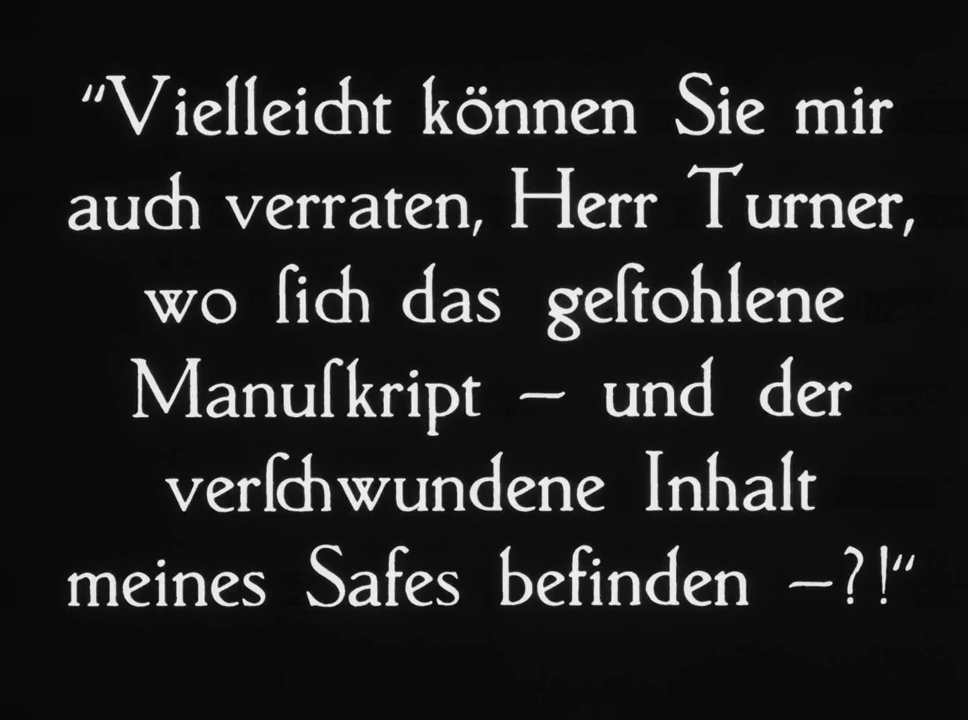 “Vielleicht können Sie mir
auch verraten, Herr Turner,
wo ſich das geſtohlene
Manuſkript – und der
verſchwundene Inhalt
meines Safes befinden –?!“